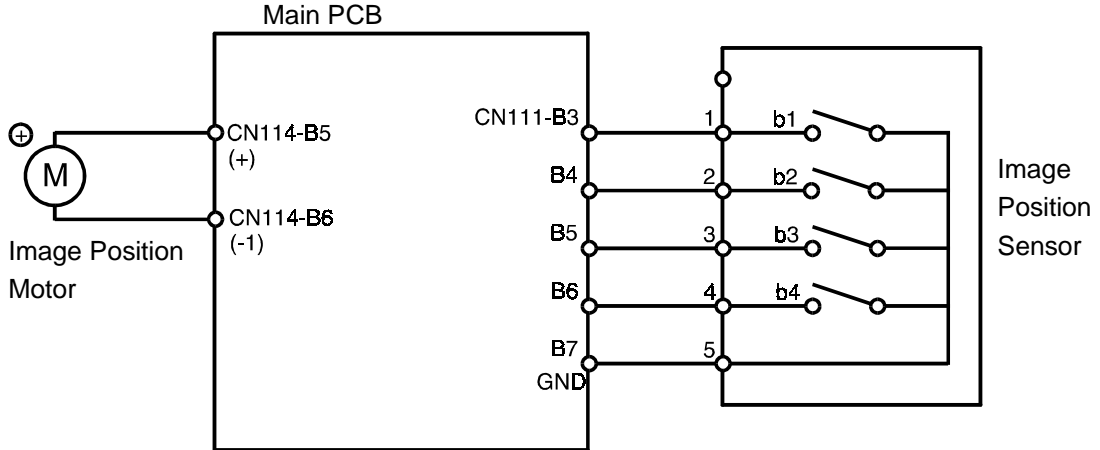 Main PCB
⊕
M
Image Position
Motor
CN114-B5
(+)
CN114-B6
(-1)
CN111-B3
B4
B5
B6
B7
GND
1
2
3
4
5
b1
b2
b3
b4
Image
Position
Sensor